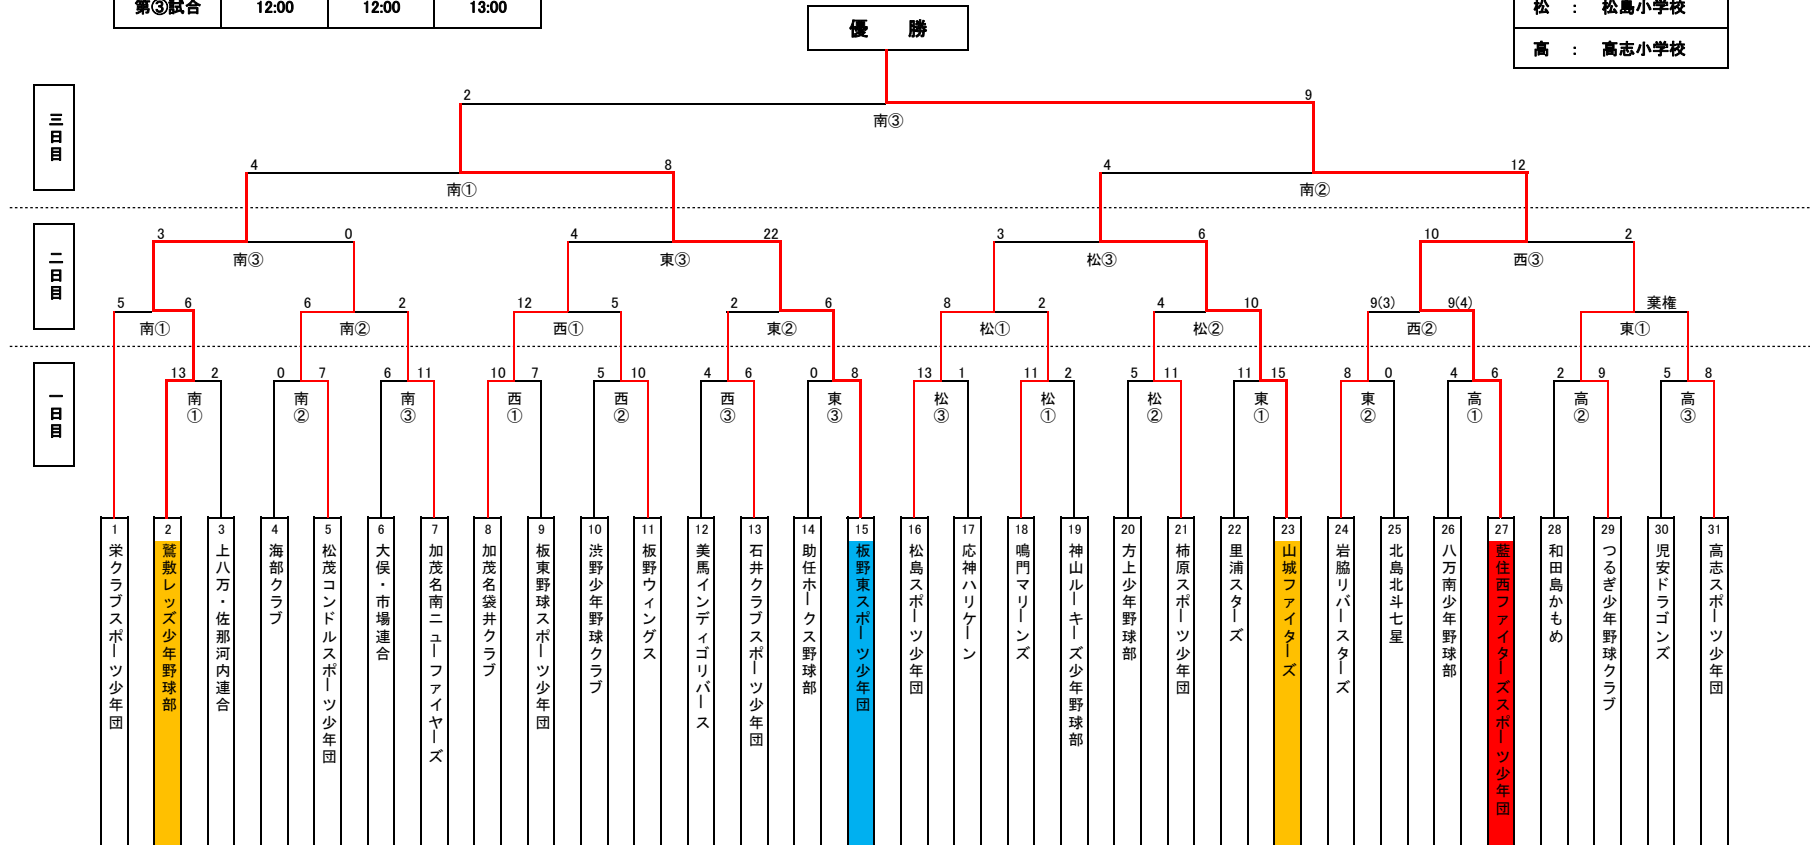 第③試合 12:00 12:00 13:00
松 ： 松島小学校
高 ： 高志小学校
優 勝
三日目
2 9
南③
4 8 4 12
南① 南②
二日目
3 0 4 22 3 6 10 2
南③ 東③ 松③ 西③
5 6 6 2 12 5 2 6 8 2 4 10 9(3) 9(4) 棄権
南① 南② 西① 東② 松① 松② 西② 東①
一日目
13 2 0 7 6 11 10 7 5 10 4 6 0 8 13 1 11 2 5 11 11 15 8 0 4 6 2 9 5 8
南① 南② 南③ 西① 西② 西③ 東③ 松③ 松① 松② 東① 東② 高① 高② 高③
1 栄クラブスポーツ少年団
2 鷲敷レッズ少年野球部
3 上八万・佐那河内連合
4 海部クラブ
5 松茂コンドルスポーツ少年団
6 大俣・市場連合
7 加茂名南ニューファイヤーズ
8 加茂名袋井クラブ
9 板東野球スポーツ少年団
10 渋野少年野球クラブ
11 板野ウィングス
12 美馬インディゴリバース
13 石井クラブスポーツ少年団
14 助任ホークス野球部
15 板野東スポーツ少年団
16 松島スポーツ少年団
17 応神ハリケーン
18 鳴門マリーンズ
19 神山ルーキーズ少年野球部
20 方上少年野球部
21 柿原スポーツ少年団
22 里浦スターズ
23 山城ファイターズ
24 岩脇リバースターズ
25 北島北斗七星
26 八万南少年野球部
27 藍住西ファイターズスポーツ少年団
28 和田島かもめ
29 つるぎ少年野球クラブ
30 児安ドラゴンズ
31 高志スポーツ少年団